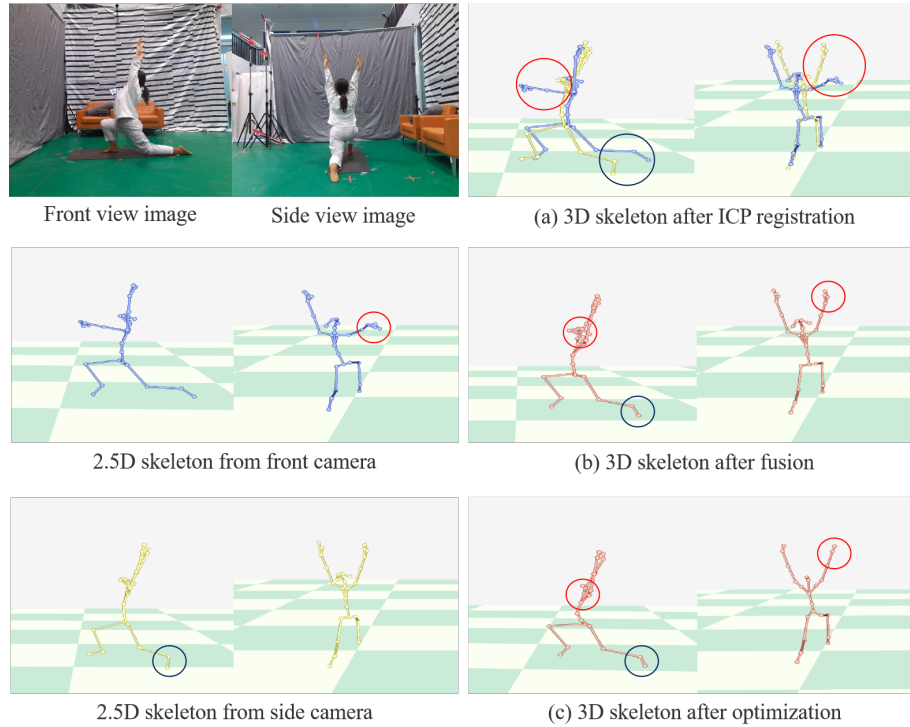 Front view image
Side view image
(a) 3D skeleton after ICP registration
2.5D skeleton from front camera
(b) 3D skeleton after fusion
2.5D skeleton from side camera
(c) 3D skeleton after optimization